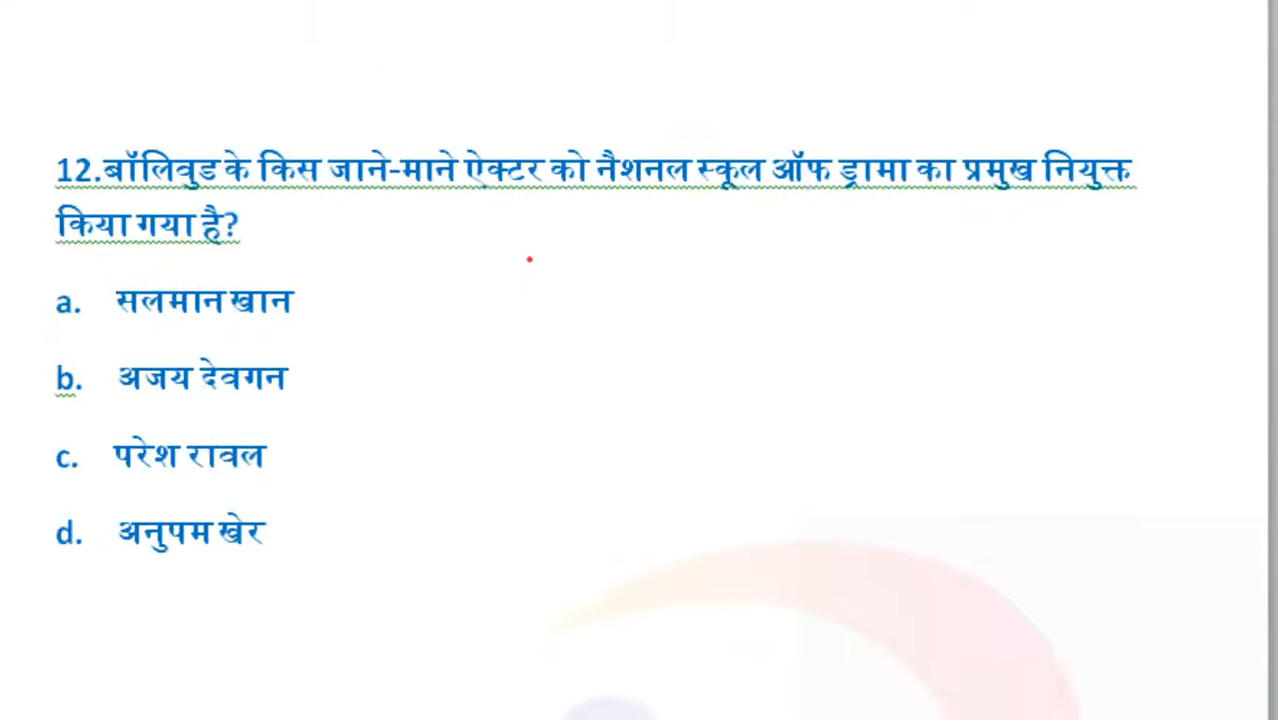 12.बॉलिवुड के किस जाने-माने ऐक्टर को नैशनल स्कूल ऑफ ड्रामा का प्रमुख नियुक्त
किया गया है?
a. सलमान खान
b. अजय देवगन
c. परेश रावल
d. अनुपम खेर